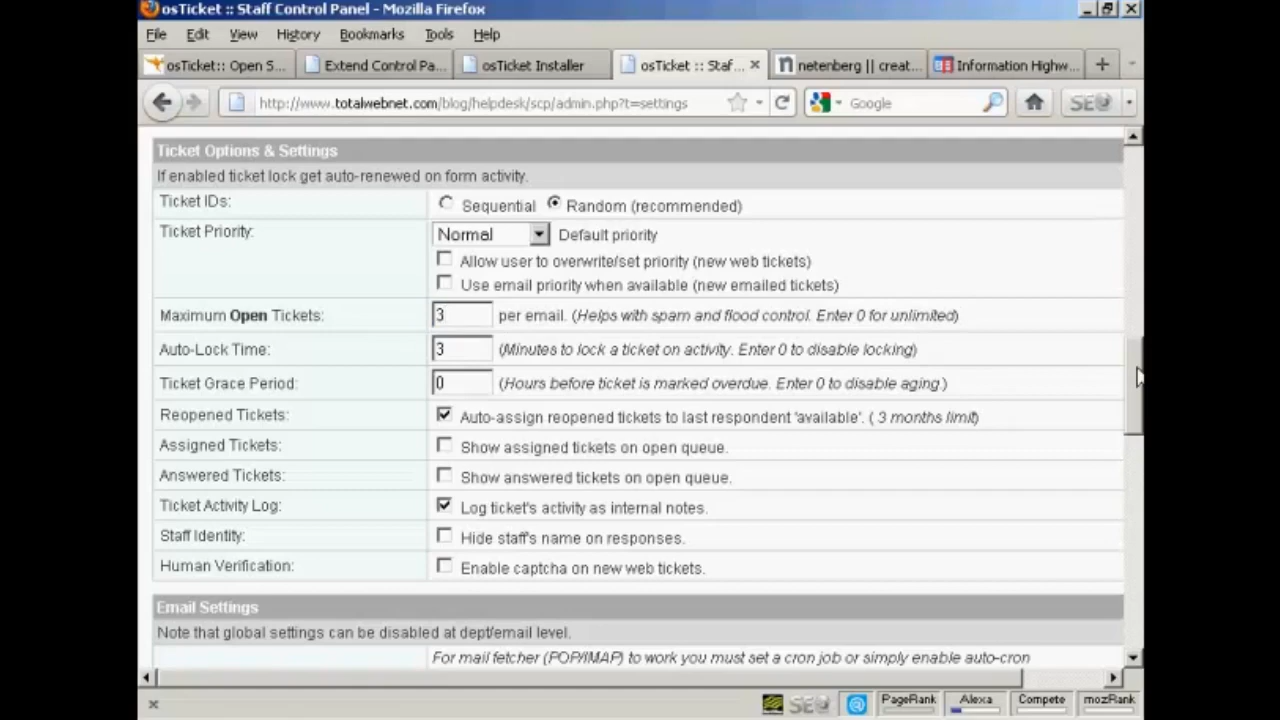 osTicket :: Staff Control Panel - Mozilla Firefox
File Edit View History Bookmarks Tools Help
osTicket:: Open S... Extend Control Pa... osTicket Installer osTicket :: Staf... netenberg || creat... Information Highw...
http://www.totalwebnet.com/blog/helpdesk/scp/admin.php?t=settings Google SEO
Ticket Options & Settings
If enabled ticket lock get auto-renewed on form activity.
Ticket IDs: Sequential Random (recommended)
Ticket Priority: Normal Default priority
Allow user to overwrite/set priority (new web tickets)
Use email priority when available (new emailed tickets)
Maximum Open Tickets: 3 per email. (Helps with spam and flood control. Enter 0 for unlimited)
Auto-Lock Time: 3 (Minutes to lock a ticket on activity. Enter 0 to disable locking)
Ticket Grace Period: 0 (Hours before ticket is marked overdue. Enter 0 to disable aging.)
Reopened Tickets: Auto-assign reopened tickets to last respondent 'available'. ( 3 months limit)
Assigned Tickets: Show assigned tickets on open queue.
Answered Tickets: Show answered tickets on open queue.
Ticket Activity Log: Log ticket's activity as internal notes.
Staff Identity: Hide staff's name on responses.
Human Verification: Enable captcha on new web tickets.
Email Settings
Note that global settings can be disabled at dept/email level.
For mail fetcher (POP/IMAP) to work you must set a cron job or simply enable auto-cron
SEO @ PageRank Alexa Compete mozRank